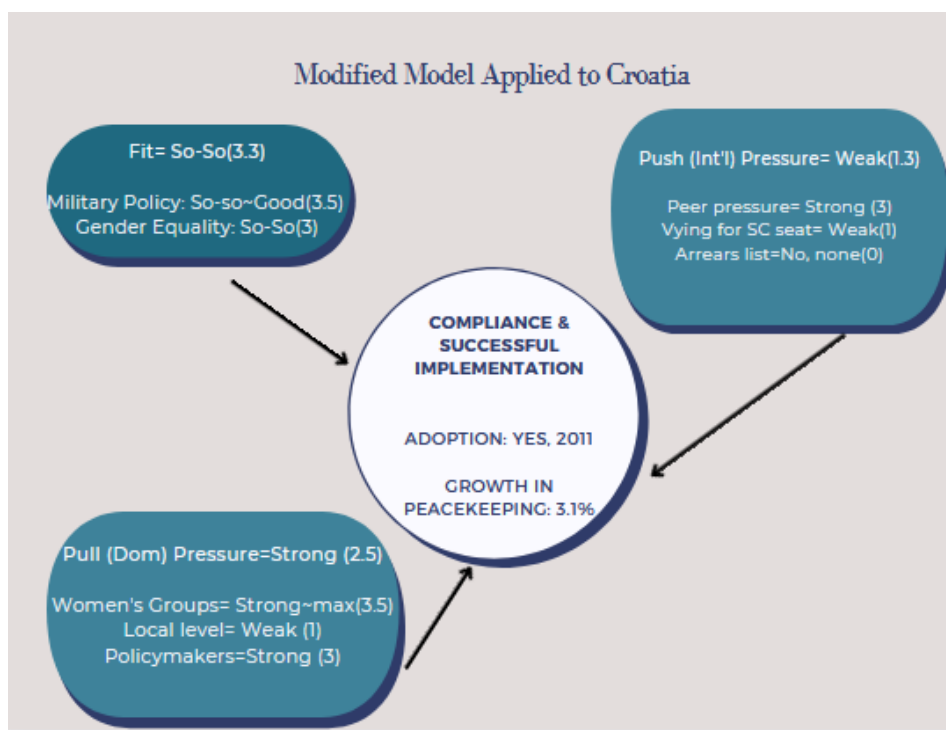 Modified Model Applied to Croatia
Fit= So-So(3.3)
Military Policy: So-so~Good(3.5)
Gender Equality: So-So(3)
Push (Int'l) Pressure= Weak(1.3)
Peer pressure= Strong (3)
Vying for SC seat= Weak(1)
Arrears list=No, none(0)
COMPLIANCE &
SUCCESSFUL
IMPLEMENTATION
ADOPTION: YES, 2011
GROWTH IN
PEACEKEEPING: 3.1%
Pull (Dom) Pressure=Strong (2.5)
Women's Groups= Strong~max(3.5)
Local level= Weak (1)
Policymakers=Strong (3)